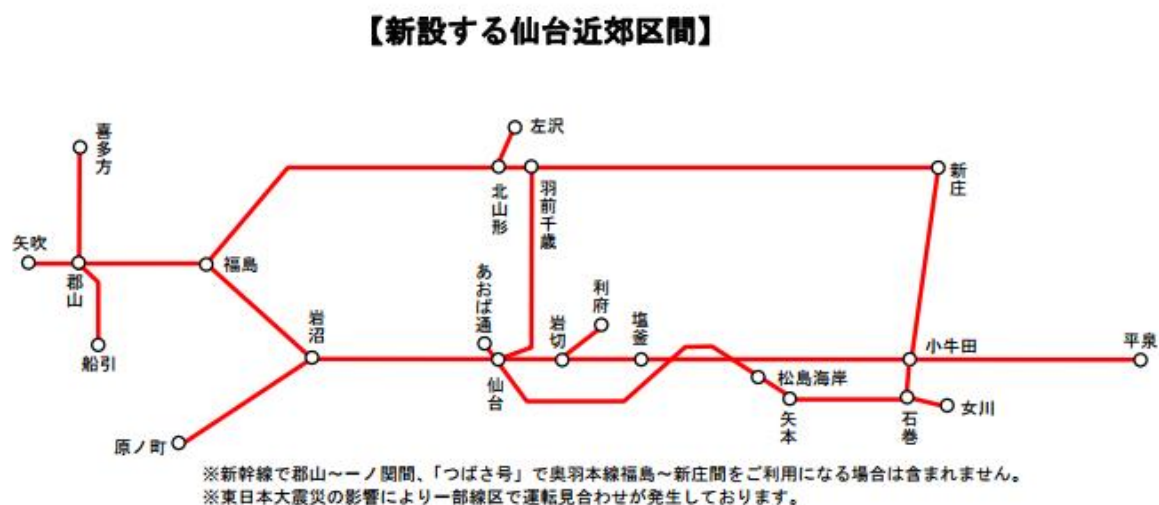 【新設する仙台近郊区間】
左沢
喜多方
北山形
羽前千歳
新庄
矢吹
郡山
福島
あおば通
岩沼
岩切
利府
塩釜
小牛田
平泉
船引
仙台
松島海岸
矢本
石巻
女川
原ノ町
※新幹線で郡山~一ノ関間、「つばさ号」で奥羽本線福島~新庄間をご利用になる場合は含まれません。
※東日本大震災の影響により一部線区で運転見合わせが発生しております。